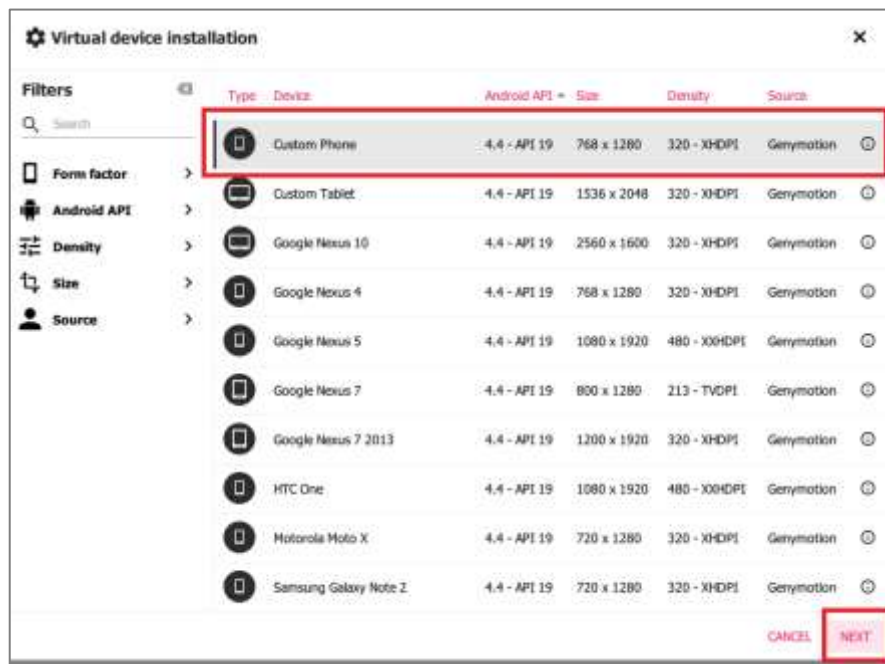 Virtual device installation
Filters
Search
Form factor
Android API
Density
Size
Source
Type Device Android API Size Density Source
Custom Phone 4.4 - API 19 768 x 1280 320 - XHDPI Genymotion
Custom Tablet 4.4 - API 19 1536 x 2048 320 - XHDPI Genymotion
Google Nexus 10 4.4 - API 19 2560 x 1600 320 - XHDPI Genymotion
Google Nexus 4 4.4 - API 19 768 x 1280 320 - XHDPI Genymotion
Google Nexus 5 4.4 - API 19 1080 x 1920 480 - XXHDPI Genymotion
Google Nexus 7 4.4 - API 19 800 x 1280 213 - TVDPI Genymotion
Google Nexus 7 2013 4.4 - API 19 1200 x 1920 320 - XHDPI Genymotion
HTC One 4.4 - API 19 1080 x 1920 480 - XXHDPI Genymotion
Motorola Moto X 4.4 - API 19 720 x 1280 320 - XHDPI Genymotion
Samsung Galaxy Note 2 4.4 - API 19 720 x 1280 320 - XHDPI Genymotion
CANCEL NEXT